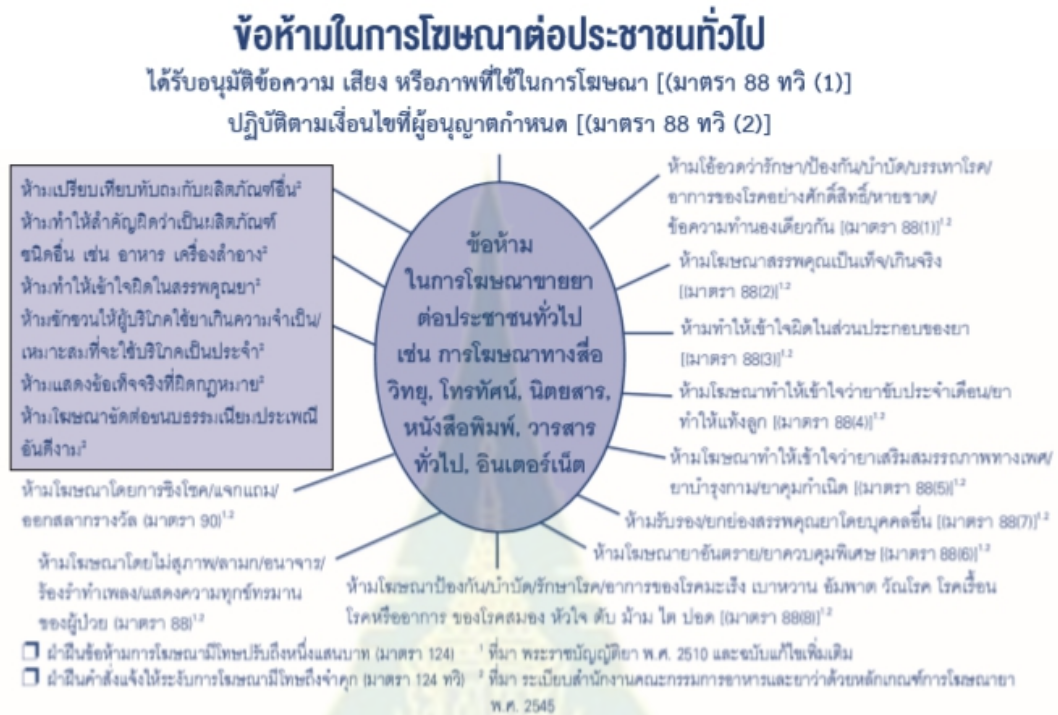 ข้อห้ามในการโฆษณาต่อประชาชนทั่วไป
ได้รับอนุมัติข้อความ เสียง หรือภาพที่ใช้ในการโฆษณา [(มาตรา 88 ทวิ (1)]
ปฏิบัติตามเงื่อนไขที่ผู้อนุญาตกำหนด [(มาตรา 88 ทวิ (2)]
ห้ามเปรียบเทียบทับถมกับผลิตภัณฑ์อื่น²
ห้ามทำให้สำคัญผิดว่าเป็นผลิตภัณฑ์
ชนิดอื่น เช่น อาหาร เครื่องสำอาง²
ห้ามทำให้เข้าใจผิดในสรรพคุณยา²
ห้ามชักชวนให้ผู้บริโภคใช้ยาเกินความจำเป็น/
เหมาะสมที่จะใช้บริโภคเป็นประจำ²
ห้ามแสดงข้อเท็จจริงที่ผิดกฎหมาย²
ห้ามโฆษณาขัดต่อขนบธรรมเนียมประเพณี
อันดีงาม²
ห้ามโฆษณาโดยการชิงโชค/แจกแถม/
ออกสลากรางวัล (มาตรา 90)¹·²
ห้ามโฆษณาโดยไม่สุภาพ/ลามก/อนาจาร/
ร้องรำทำเพลง/แสดงความทุกข์ทรมาน
ของผู้ป่วย (มาตรา 88)¹·²
ข้อห้าม
ในการโฆษณาขายยา
ต่อประชาชนทั่วไป
เช่น การโฆษณาทางสื่อ
วิทยุ, โทรทัศน์, นิตยสาร,
หนังสือพิมพ์, วารสาร
ทั่วไป, อินเตอร์เน็ต
ห้ามโอ้อวดว่ารักษา/ป้องกัน/บำบัด/บรรเทาโรค/
อาการของโรคอย่างศักดิ์สิทธิ์/หายขาด/
ข้อความทำนองเดียวกัน [(มาตรา 88(1)]¹·²
ห้ามโฆษณาสรรพคุณเป็นเท็จ/เกินจริง
[(มาตรา 88(2)]¹·²
ห้ามทำให้เข้าใจผิดในส่วนประกอบของยา
[(มาตรา 88(3)]¹·²
ห้ามโฆษณาทำให้เข้าใจว่ายาขับประจำเดือน/ยา
ทำให้แท้งลูก [(มาตรา 88(4)]¹·²
ห้ามโฆษณาทำให้เข้าใจว่ายาเสริมสมรรถภาพทางเพศ/
ยาบำรุงกาม/ยาคุมกำเนิด [(มาตรา 88(5)]¹·²
ห้ามรับรอง/ยกย่องสรรพคุณยาโดยบุคคลอื่น [(มาตรา 88(7)]¹·²
ห้ามโฆษณายาอันตราย/ยาควบคุมพิเศษ [(มาตรา 88(6)]¹·²
ห้ามโฆษณาป้องกัน/บำบัด/รักษาโรค/อาการของโรคมะเร็ง เบาหวาน อัมพาต วัณโรค โรคเรื้อน
โรคหรืออาการ ของโรคสมอง หัวใจ ตับ ม้าม ไต ปอด [(มาตรา 88(8)]¹·²
❐ ฝ่าฝืนข้อห้ามการโฆษณามีโทษปรับถึงหนึ่งแสนบาท (มาตรา 124) ¹ ที่มา พระราชบัญญัติยา พ.ศ. 2510 และฉบับแก้ไขเพิ่มเติม
❐ ฝ่าฝืนคำสั่งแจ้งให้ระงับการโฆษณามีโทษถึงจำคุก (มาตรา 124 ทวิ) ² ที่มา ระเบียบสำนักงานคณะกรรมการอาหารและยาว่าด้วยหลักเกณฑ์การโฆษณายา
พ.ศ. 2545